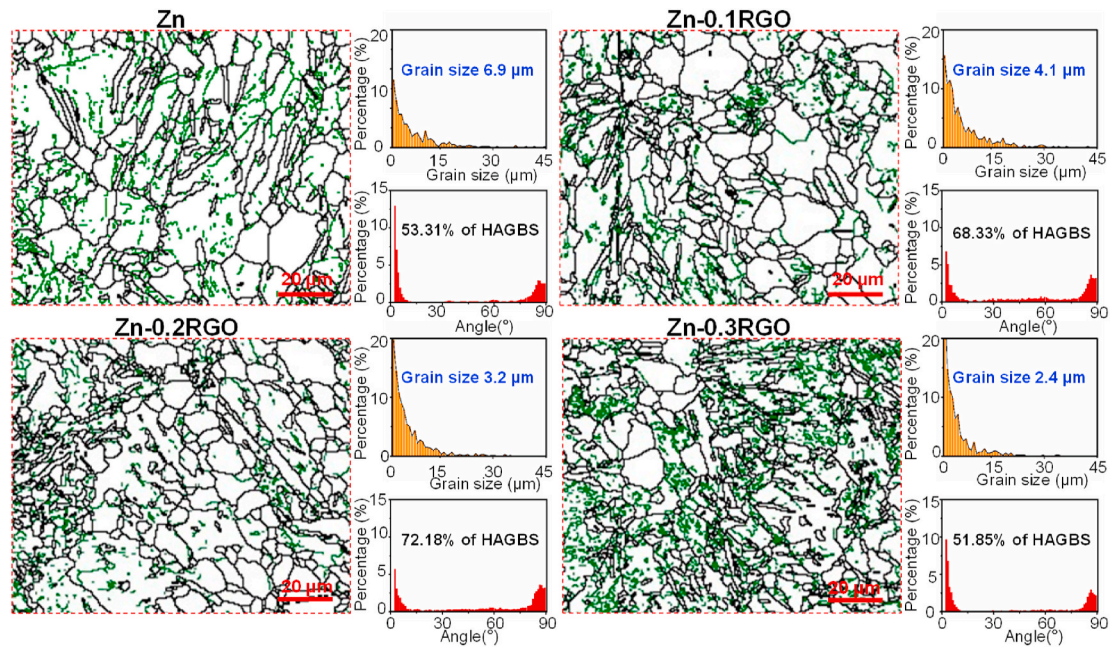 Zn
20 μm
Percentage (%)
20
10
0
Grain size 6.9 μm
0 15 30 45
Grain size (μm)
Percentage (%)
15
10
5
0
53.31% of HAGBS
0 30 60 90
Angle(°)
Zn-0.1RGO
20 μm
Percentage (%)
20
10
0
Grain size 4.1 μm
0 15 30 45
Grain size (μm)
Percentage (%)
15
10
5
0
68.33% of HAGBS
0 30 60 90
Angle(°)
Zn-0.2RGO
20 μm
Percentage (%)
20
10
0
Grain size 3.2 μm
0 15 30 45
Grain size (μm)
Percentage (%)
15
10
5
0
72.18% of HAGBS
0 30 60 90
Angle(°)
Zn-0.3RGO
20 μm
Percentage (%)
20
10
0
Grain size 2.4 μm
0 15 30 45
Grain size (μm)
Percentage (%)
15
10
5
0
51.85% of HAGBS
0 30 60 90
Angle(°)